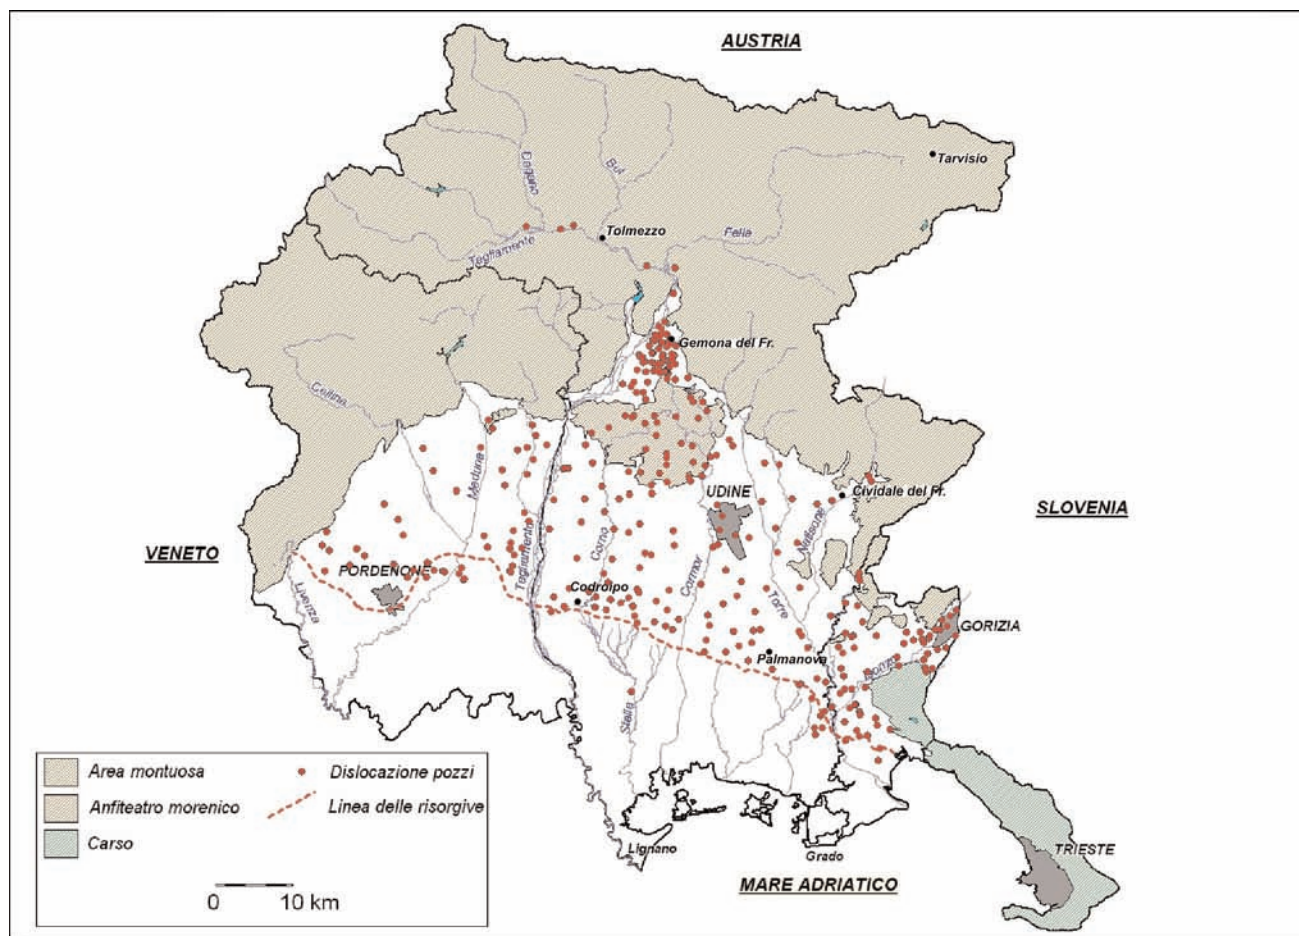 AUSTRIA
Tarvisio
Degano
But
Tolmezzo
Fella
Tagliamento
Gemona del Fr.
Cellina
Meduna
UDINE
Cividale del Fr.
SLOVENIA
VENETO
Natisone
Corno
Cormor
Tagliamento
PORDENONE
Livenza
Codroipo
Torre
GORIZIA
Palmanova
Isonzo
Stella
Area montuosa
Dislocazione pozzi
Anfiteatro morenico
Linea delle risorgive
Carso
0 10 km
Lignano
Grado
TRIESTE
MARE ADRIATICO